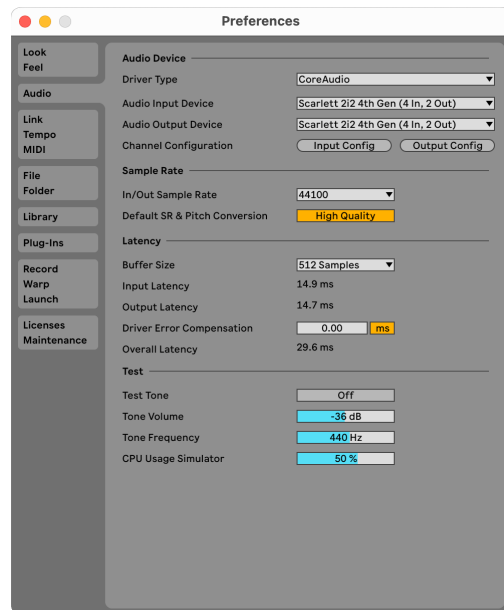 Preferences
Look
Feel
Audio
Link
Tempo
MIDI
File
Folder
Library
Plug-Ins
Record
Warp
Launch
Licenses
Maintenance
Audio Device
Driver Type CoreAudio
Audio Input Device Scarlett 2i2 4th Gen (4 In, 2 Out)
Audio Output Device Scarlett 2i2 4th Gen (4 In, 2 Out)
Channel Configuration Input Config Output Config
Sample Rate
In/Out Sample Rate 44100
Default SR & Pitch Conversion High Quality
Latency
Buffer Size 512 Samples
Input Latency 14.9 ms
Output Latency 14.7 ms
Driver Error Compensation 0.00 ms
Overall Latency 29.6 ms
Test
Test Tone Off
Tone Volume -36 dB
Tone Frequency 440 Hz
CPU Usage Simulator 50 %